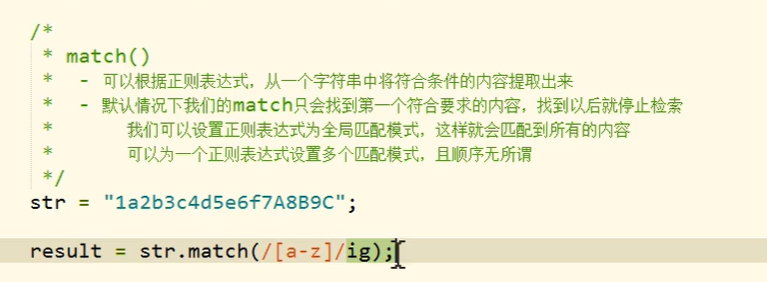 /*
* match()
* - 可以根据正则表达式，从一个字符串中将符合条件的内容提取出来
* - 默认情况下我们的match只会找到第一个符合要求的内容，找到以后就停止检索
* 我们可以设置正则表达式为全局匹配模式，这样就会匹配到所有的内容
* 可以为一个正则表达式设置多个匹配模式，且顺序无所谓
*/
str = "1a2b3c4d5e6f7A8B9C";
result = str.match(/[a-z]/ig);